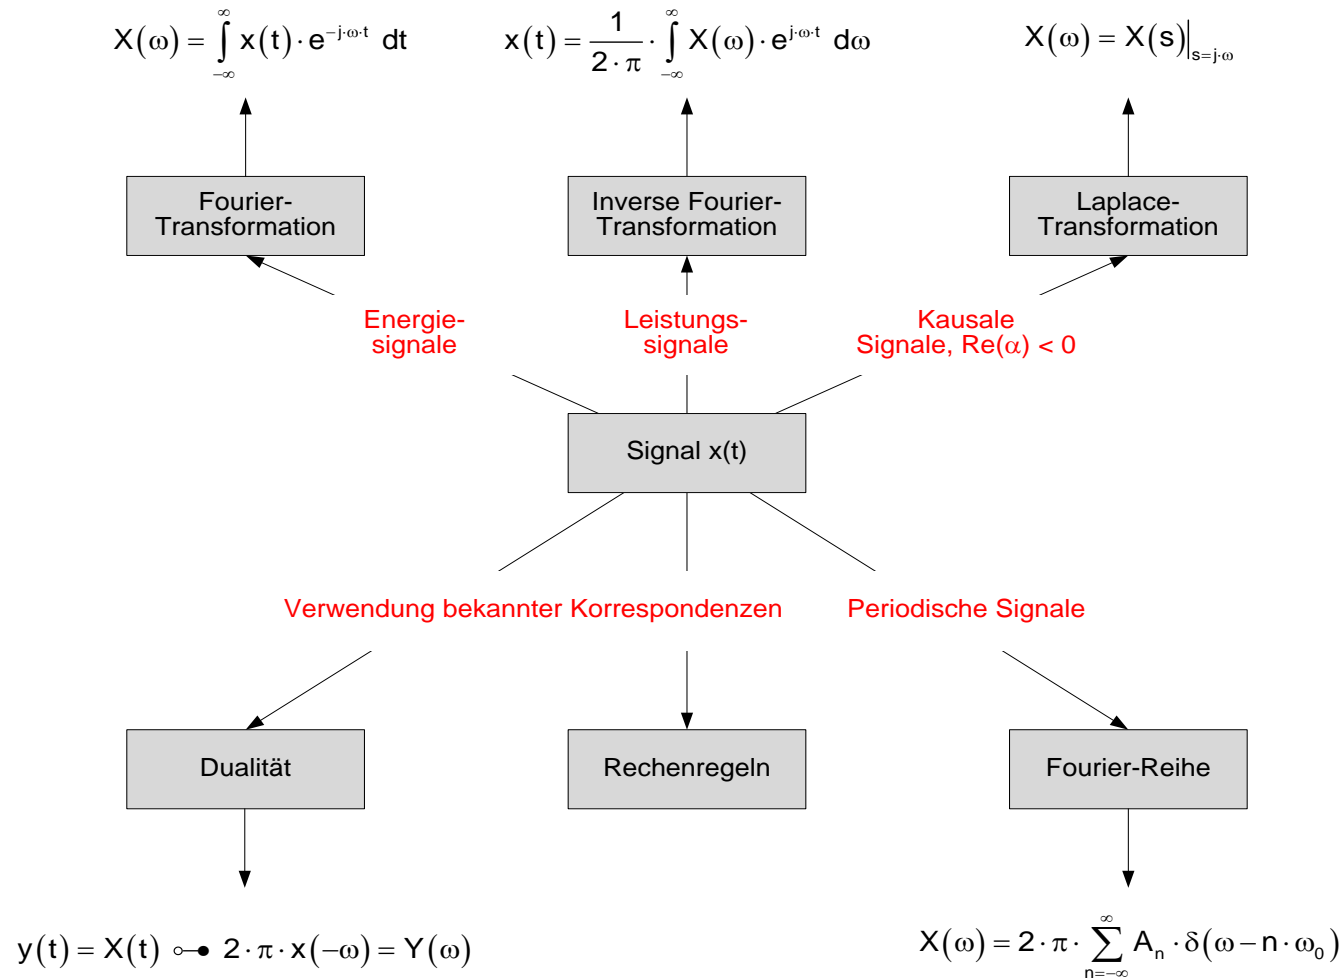 X(ω) = ∫_{-∞}^{∞} x(t) · e^{-j·ω·t} dt
x(t) = 1/(2·π) · ∫_{-∞}^{∞} X(ω) · e^{j·ω·t} dω
X(ω) = X(s)|_{s=j·ω}
Fourier-
Transformation
Inverse Fourier-
Transformation
Laplace-
Transformation
Energie-
signale
Leistungs-
signale
Kausale
Signale, Re(α) < 0
Signal x(t)
Verwendung bekannter Korrespondenzen
Periodische Signale
Dualität
Rechenregeln
Fourier-Reihe
y(t) = X(t) ⊶ 2·π·x(−ω) = Y(ω)
X(ω) = 2·π· ∑_{n=-∞}^{∞} A_n · δ(ω − n·ω_0)